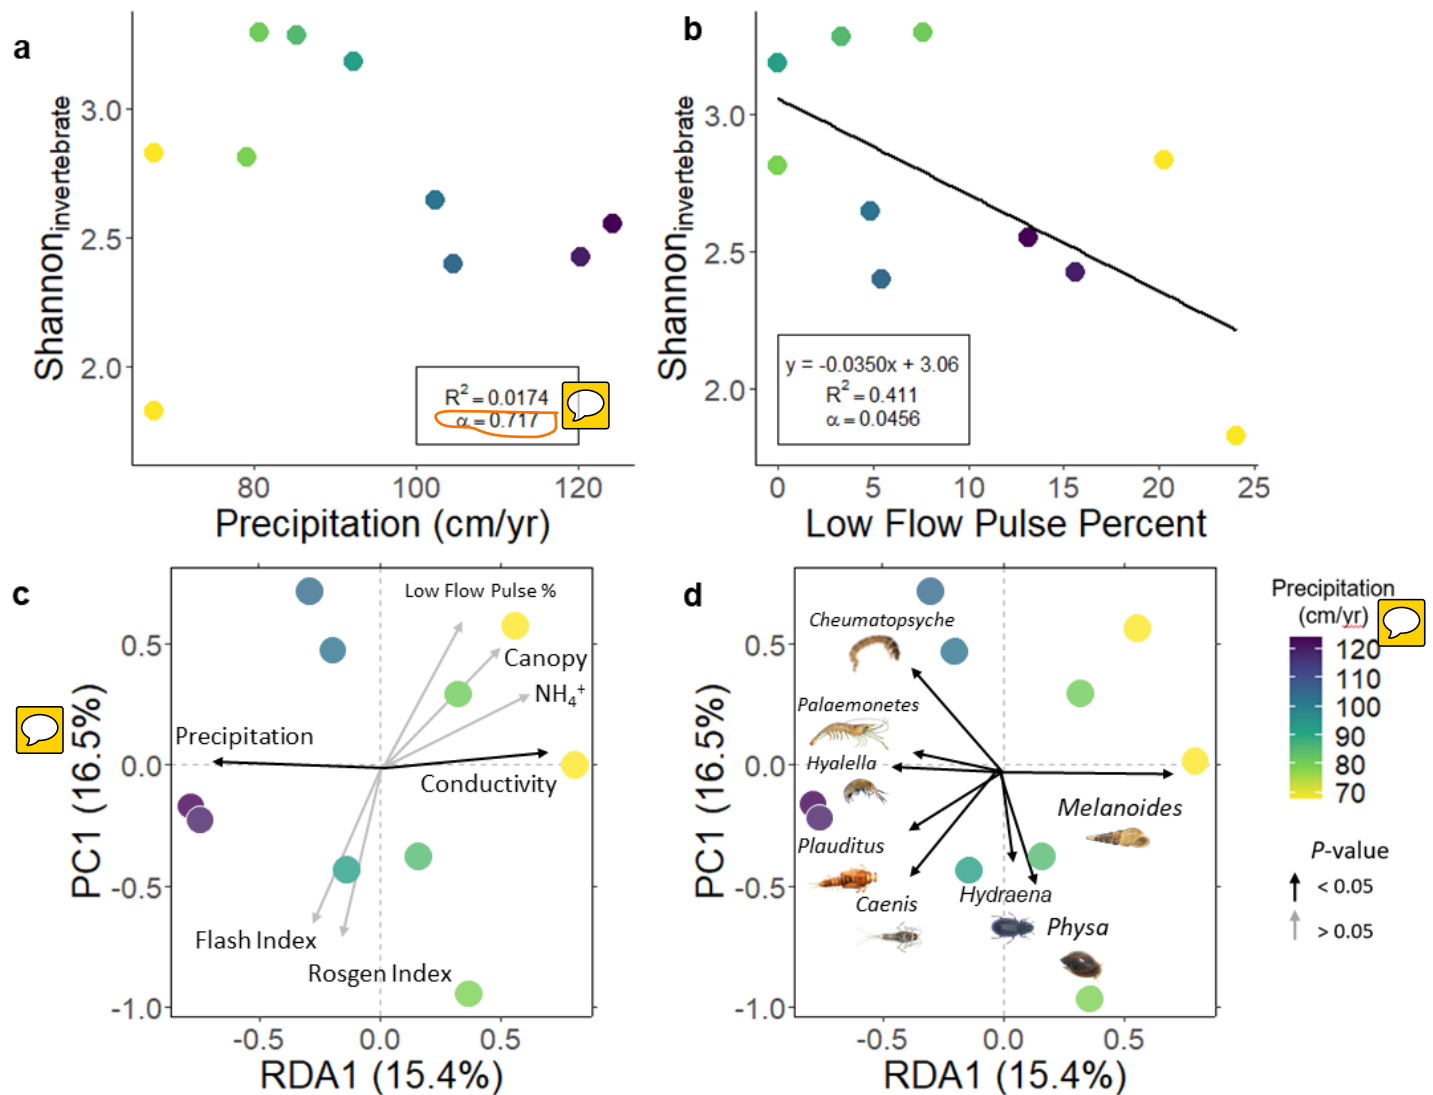 a
Shannon_invertebrate
3.0
2.5
2.0
R² = 0.0174
α = 0.717
80
100
120
Precipitation (cm/yr)
b
Shannon_invertebrate
3.0
2.5
2.0
y = -0.0350x + 3.06
R² = 0.411
α = 0.0456
0
5
10
15
20
25
Low Flow Pulse Percent
c
PC1 (16.5%)
0.5
0.0
-0.5
-1.0
Low Flow Pulse %
Canopy
NH₄⁺
Precipitation
Conductivity
Flash Index
Rosgen Index
-0.5
0.0
0.5
RDA1 (15.4%)
d
PC1 (16.5%)
0.5
0.0
-0.5
-1.0
Cheumatopsyche
Palaemonetes
Hyalella
Melanoides
Plauditus
Caenis
Hydraena
Physa
-0.5
0.0
0.5
RDA1 (15.4%)
Precipitation
(cm/yr)
120
110
100
90
80
70
P-value
< 0.05
> 0.05